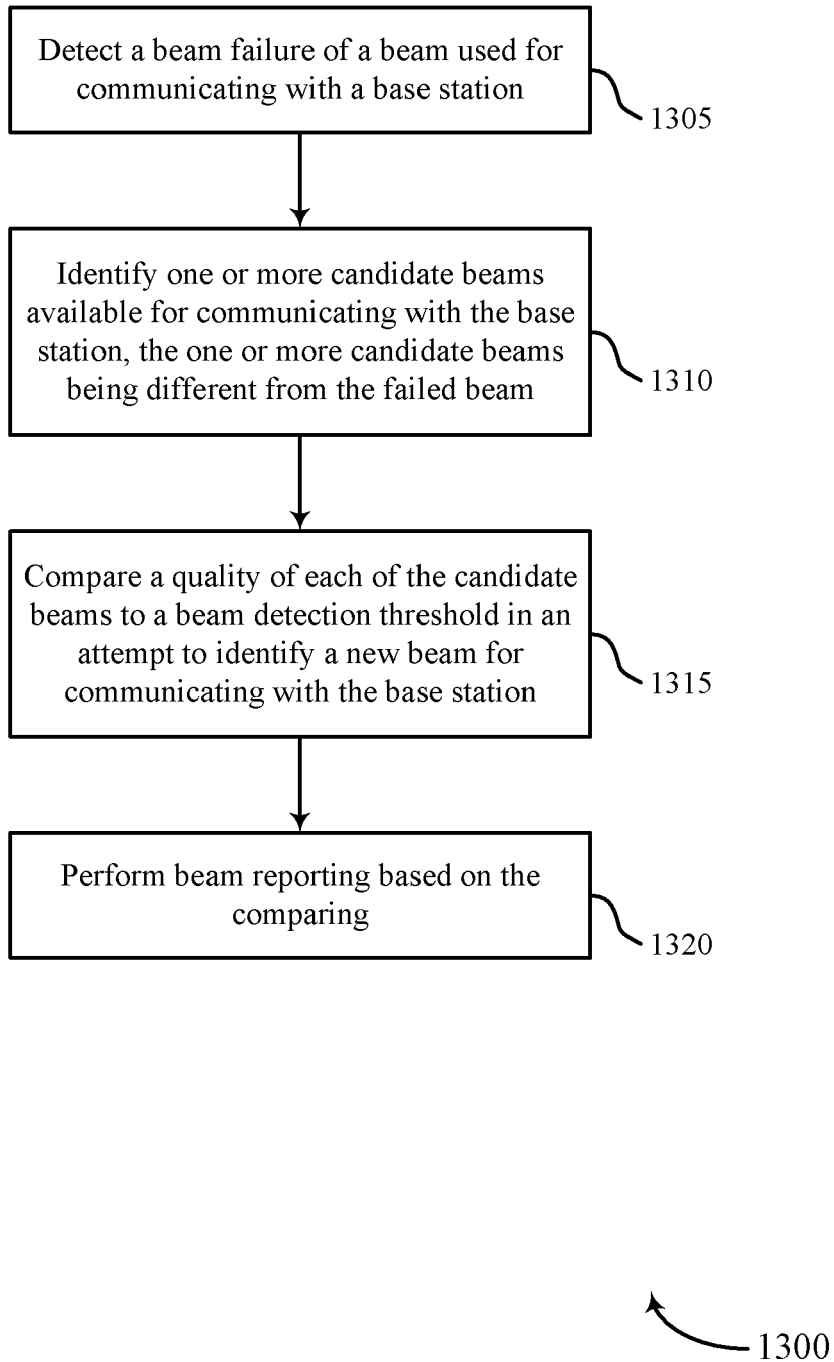 Detect a beam failure of a beam used for
communicating with a base station
1305
Identify one or more candidate beams
available for communicating with the base
station, the one or more candidate beams
being different from the failed beam
1310
Compare a quality of each of the candidate
beams to a beam detection threshold in an
attempt to identify a new beam for
communicating with the base station
1315
Perform beam reporting based on the
comparing
1320
1300